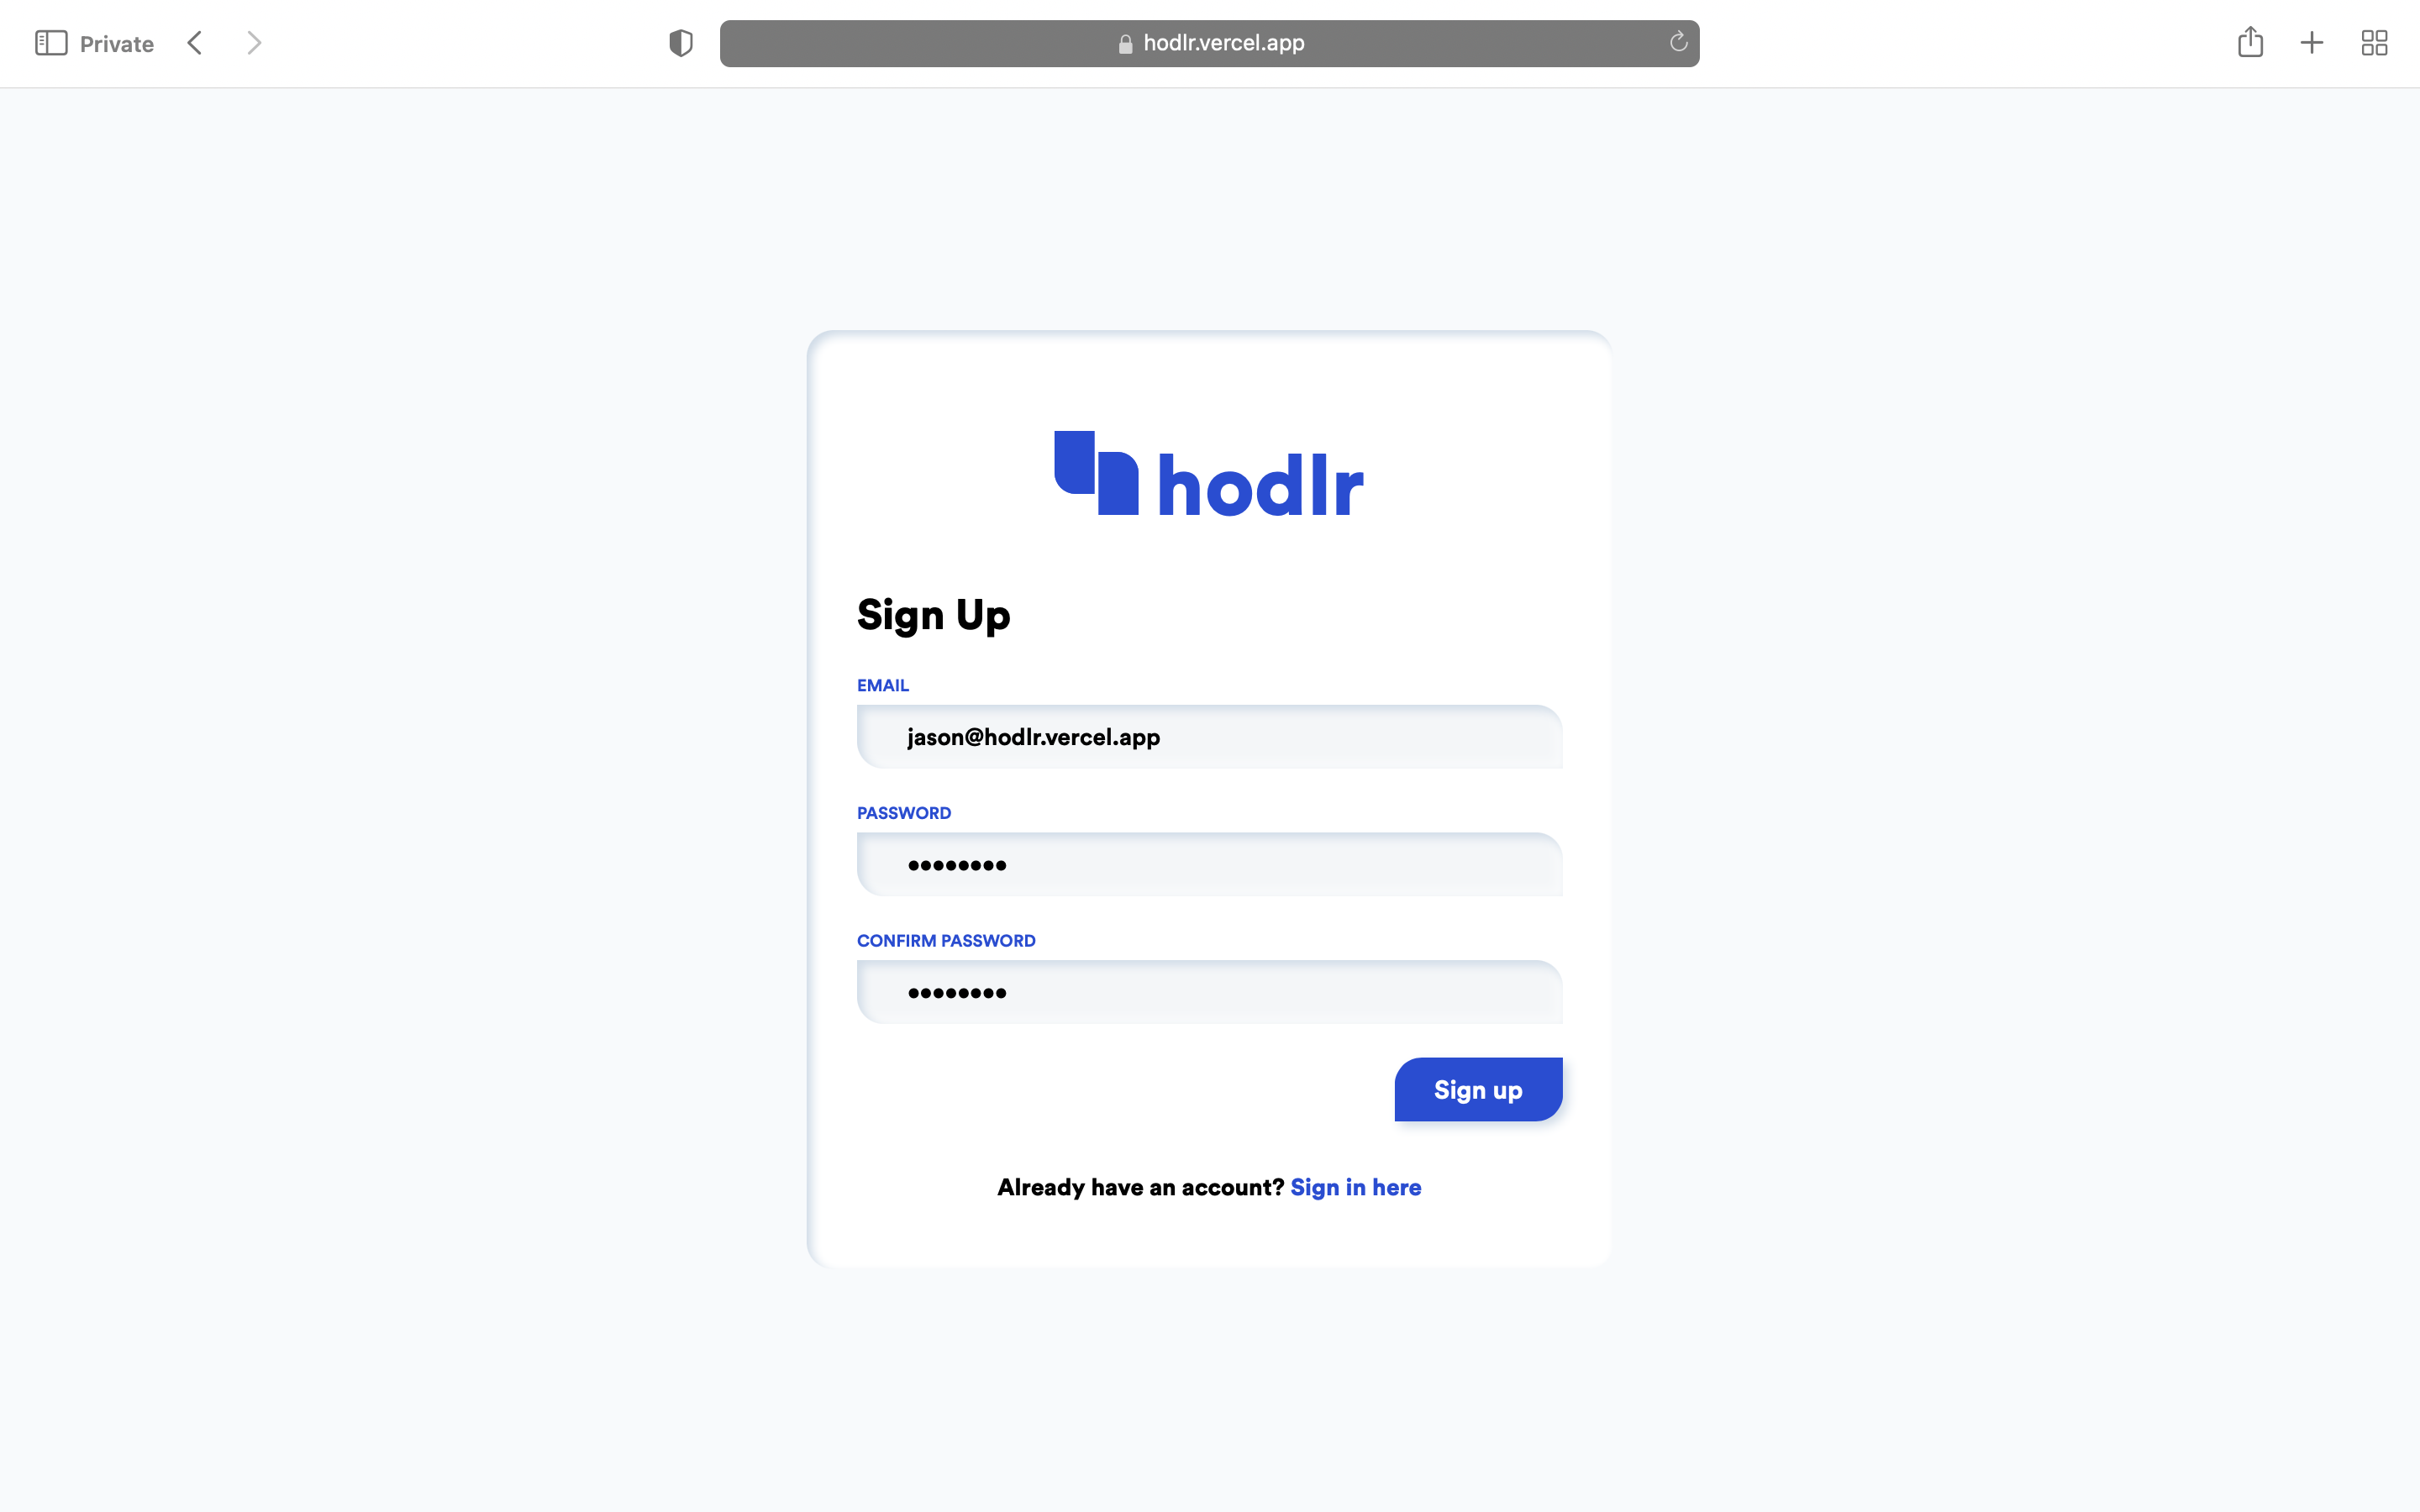 Private
hodlr.vercel.app
hodlr
Sign Up
EMAIL
jason@hodlr.vercel.app
PASSWORD
••••••••
CONFIRM PASSWORD
••••••••
Sign up
Already have an account? Sign in here